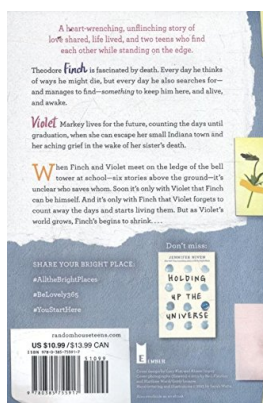 A heart-wrenching, unflinching story of
love shared, life lived, and two teens who find
each other while standing on the edge.
Theodore Finch is fascinated by death. Every day he thinks
of ways he might die, but every day he also searches for—
and manages to find—something to keep him here, and alive,
and awake.
Violet Markey lives for the future, counting the days until
graduation, when she can escape her small Indiana town and
her aching grief in the wake of her sister's death.
When Finch and Violet meet on the ledge of the bell
tower at school—six stories above the ground—it's
unclear who saves whom. Soon it's only with Violet that Finch
can be himself. And it's only with Finch that Violet forgets to
count away the days and starts living them. But as Violet's
world grows, Finch's begins to shrink. . . .
SHARE YOUR BRIGHT PLACE:
#AlltheBrightPlaces
#BeLovely365
#YouStartHere
Don't miss:
JENNIFER NIVEN
HOLDING
UP THE
UNIVERSE
randomhouseteens.com
US $10.99 / $13.99 CAN
51099
EMBER